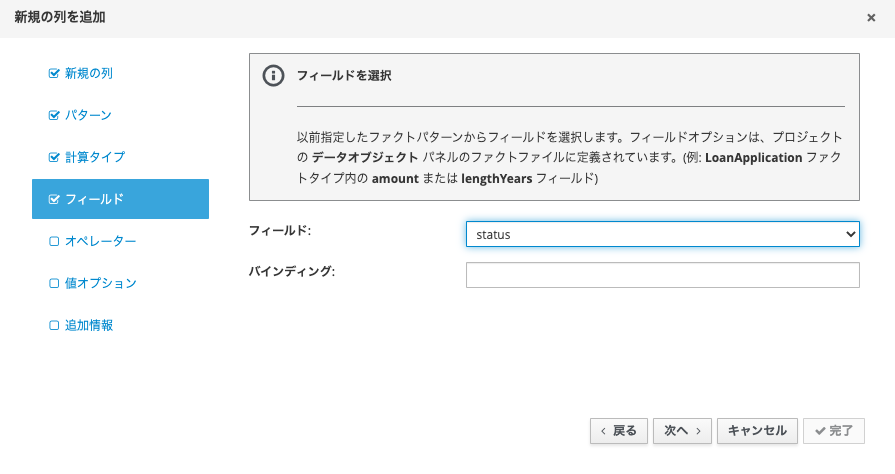 新規の列を追加
×
新規の列
パターン
計算タイプ
フィールド
オペレーター
値オプション
追加情報
フィールドを選択
以前指定したファクトパターンからフィールドを選択します。フィールドオプションは、プロジェクト
の データオブジェクト パネルのファクトファイルに定義されています。(例: LoanApplication ファク
トタイプ内の amount または lengthYears フィールド)
フィールド:
status
バインディング:
戻る
次へ
キャンセル
完了